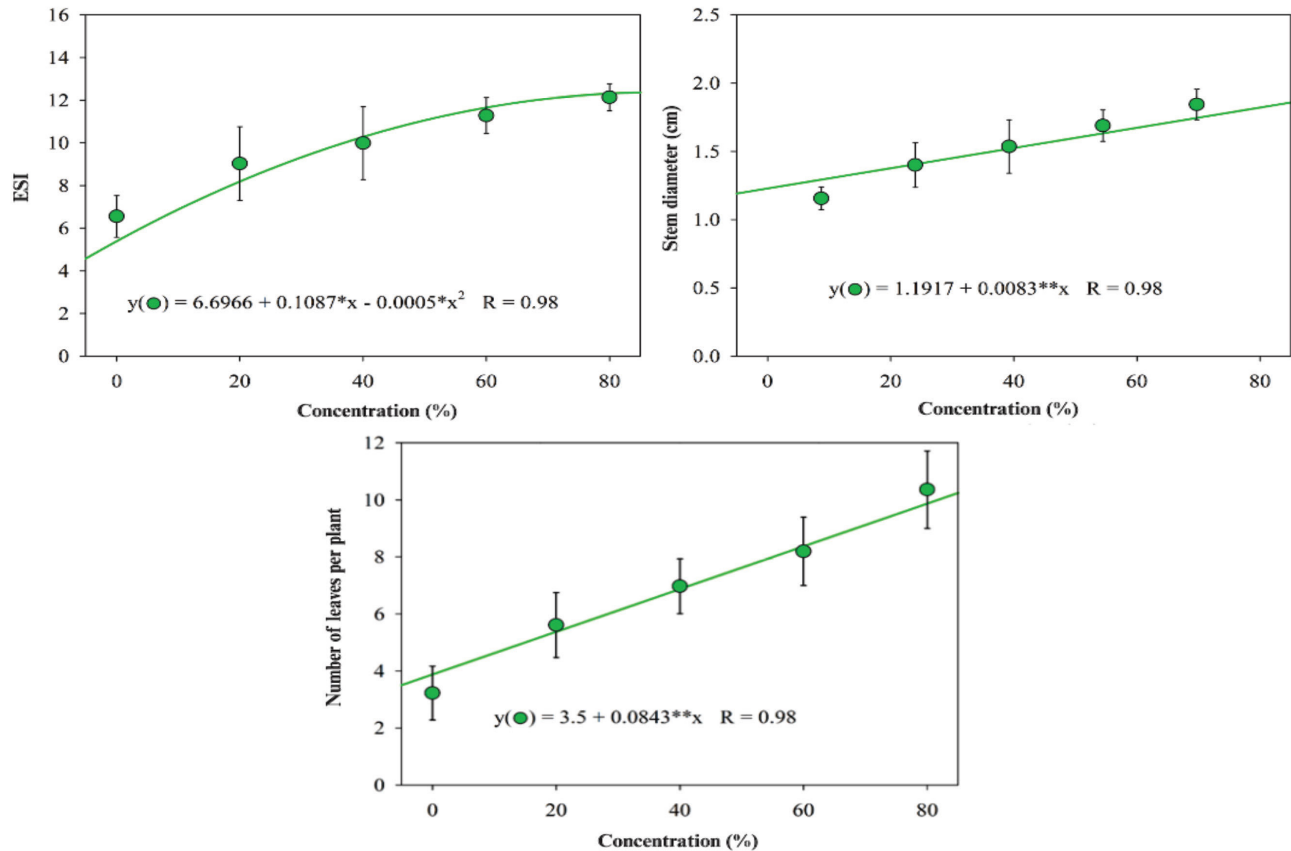 16
14
12
10
8
6
4
2
0
ESI
y( ) = 6.6966 + 0.1087*x - 0.0005*x² R = 0.98
0 20 40 60 80
Concentration (%)
2.5
2.0
1.5
1.0
0.5
0.0
Stem diameter (cm)
y( ) = 1.1917 + 0.0083**x R = 0.98
0 20 40 60 80
Concentration (%)
12
10
8
6
4
2
0
Number of leaves per plant
y( ) = 3.5 + 0.0843**x R = 0.98
0 20 40 60 80
Concentration (%)